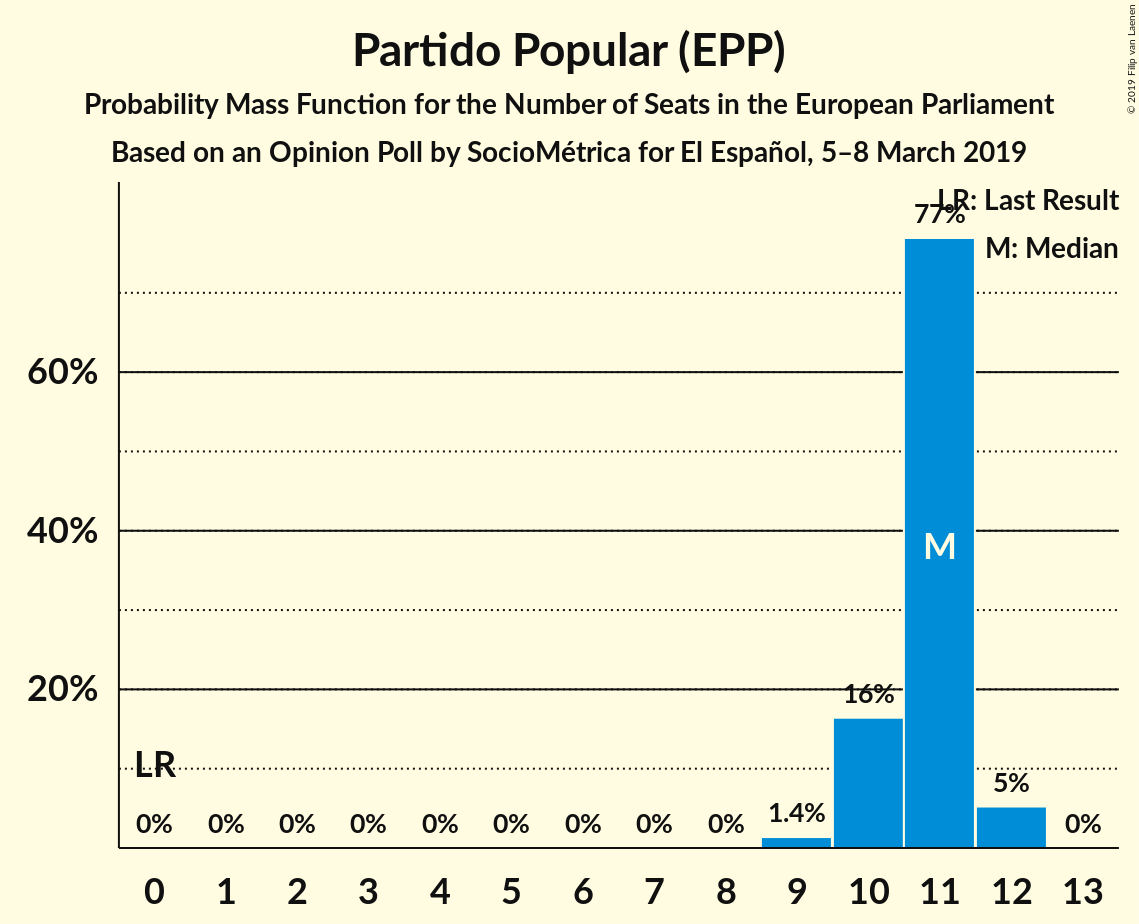 Partido Popular (EPP)
Probability Mass Function for the Number of Seats in the European Parliament
Based on an Opinion Poll by SocioMétrica for El Español, 5–8 March 2019
© 2019 Filip van Laenen
LR: Last Result
M: Median
77%
60%
40%
20%
M
16%
LR
0% 0% 0% 0% 0% 0% 0% 0% 0% 1.4% 5% 0%
0 1 2 3 4 5 6 7 8 9 10 11 12 13